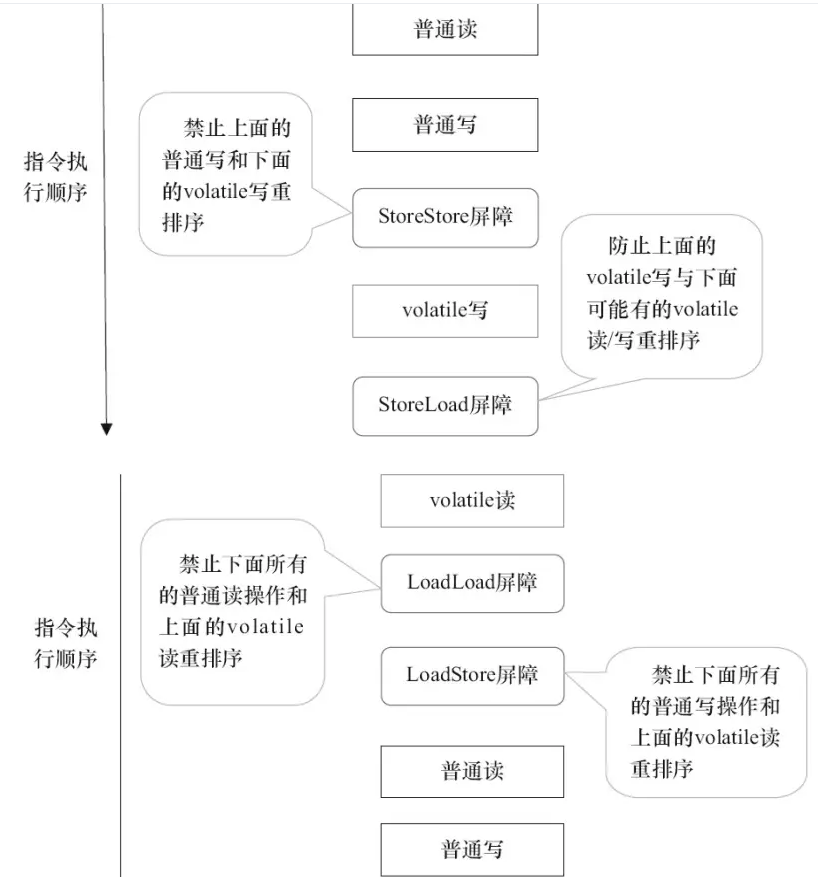 普通读
普通写
禁止上面的
普通写和下面
的volatile写重
排序
指令执
行顺序
StoreStore屏障
防止上面的
volatile写与下面
可能有的volatile
读/写重排序
volatile写
StoreLoad屏障
volatile读
禁止下面所有
的普通读操作和
上面的volatile
读重排序
LoadLoad屏障
指令执
行顺序
LoadStore屏障
禁止下面所有
的普通写操作和
上面的volatile读
重排序
普通读
普通写